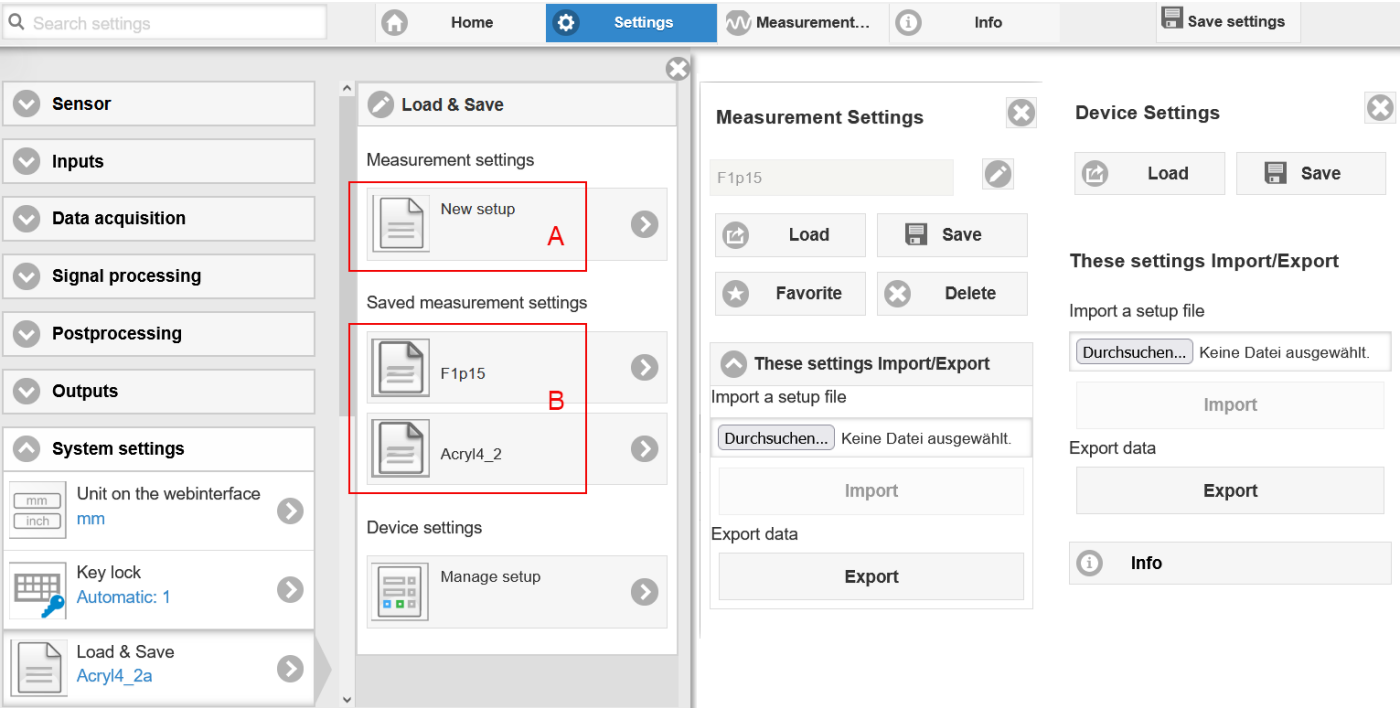 Search settings
Home
Settings
Measurement...
Info
Save settings
Sensor
Inputs
Data acquisition
Signal processing
Postprocessing
Outputs
System settings
mm
inch
Unit on the webinterface
mm
Key lock
Automatic: 1
Load & Save
Acryl4_2a
Load & Save
Measurement settings
New setup
A
Saved measurement settings
F1p15
B
Acryl4_2
Device settings
Manage setup
Measurement Settings
F1p15
Load
Save
Favorite
Delete
These settings Import/Export
Import a setup file
Durchsuchen... Keine Datei ausgewählt.
Import
Export data
Export
Device Settings
Load
Save
These settings Import/Export
Import a setup file
Durchsuchen... Keine Datei ausgewählt.
Import
Export data
Export
Info